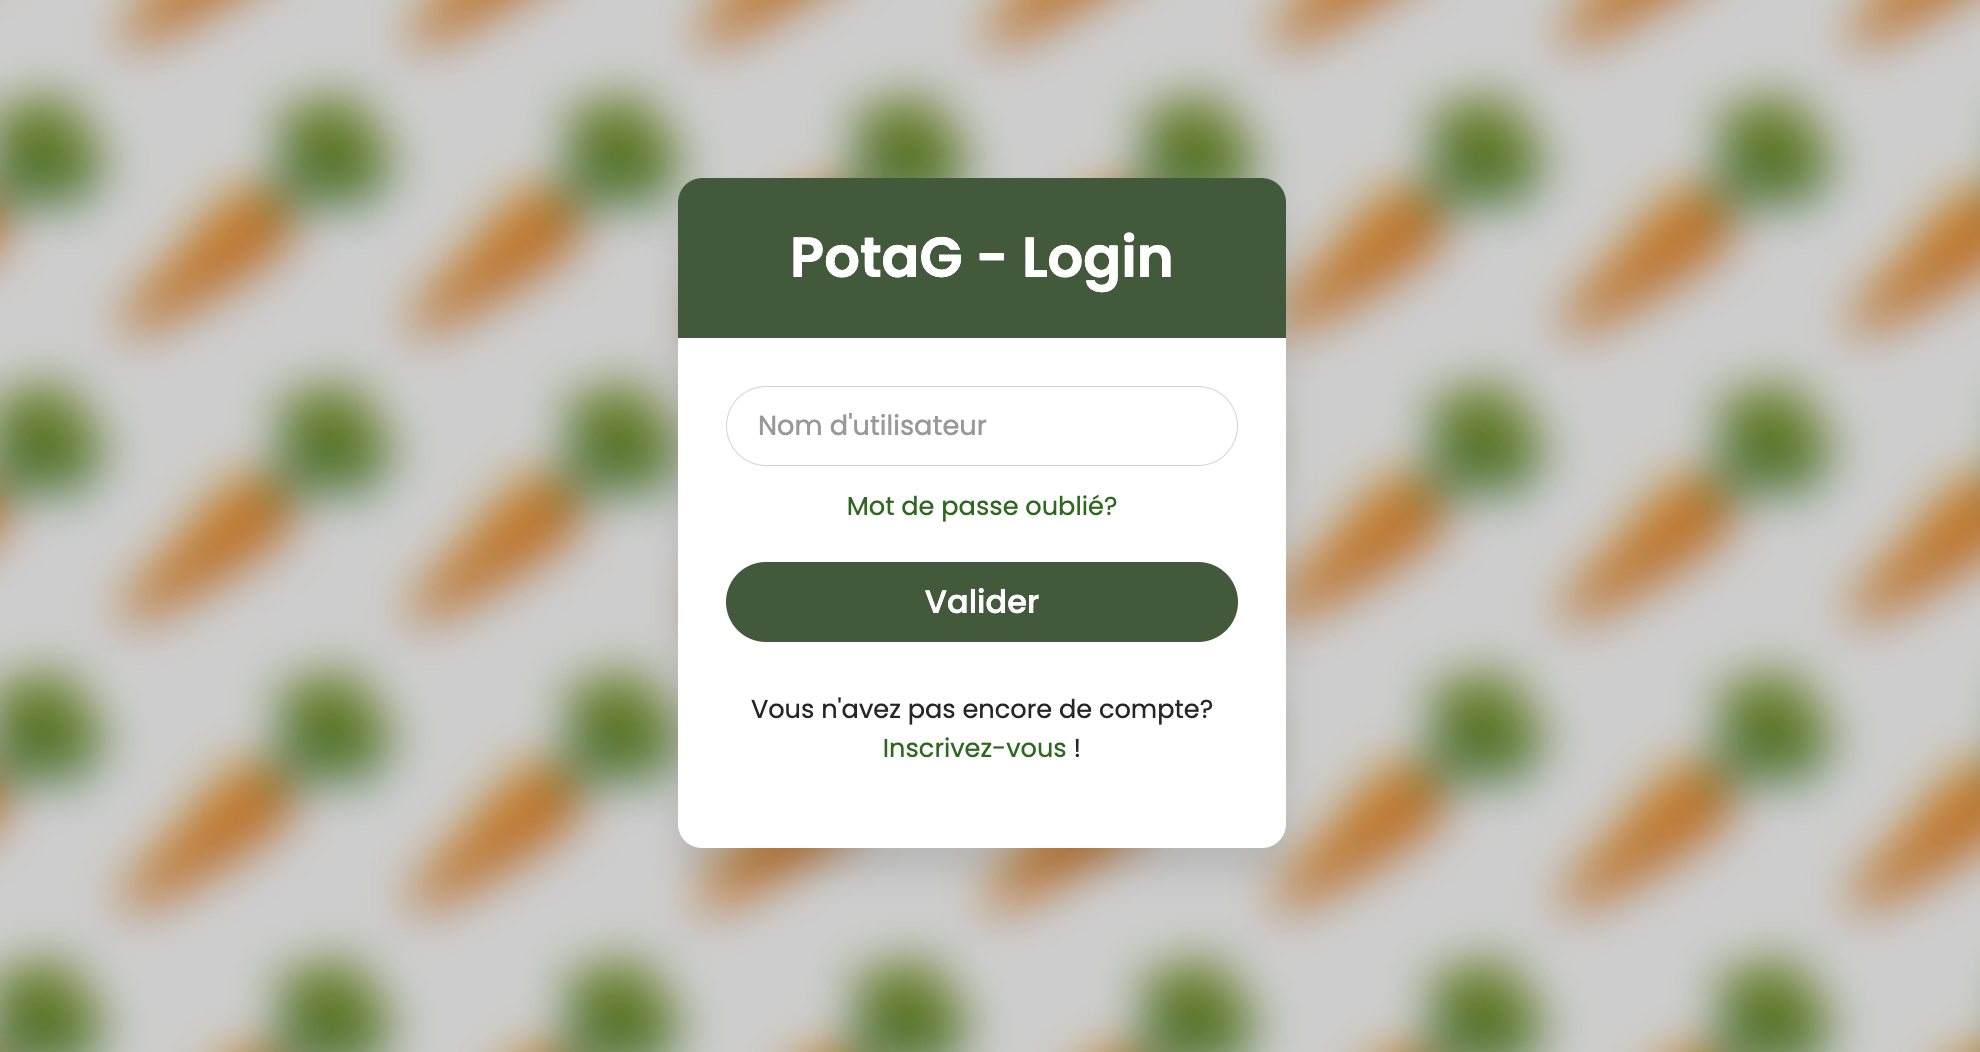 PotaG - Login
Nom d'utilisateur
Mot de passe oublié?
Valider
Vous n'avez pas encore de compte?
Inscrivez-vous !